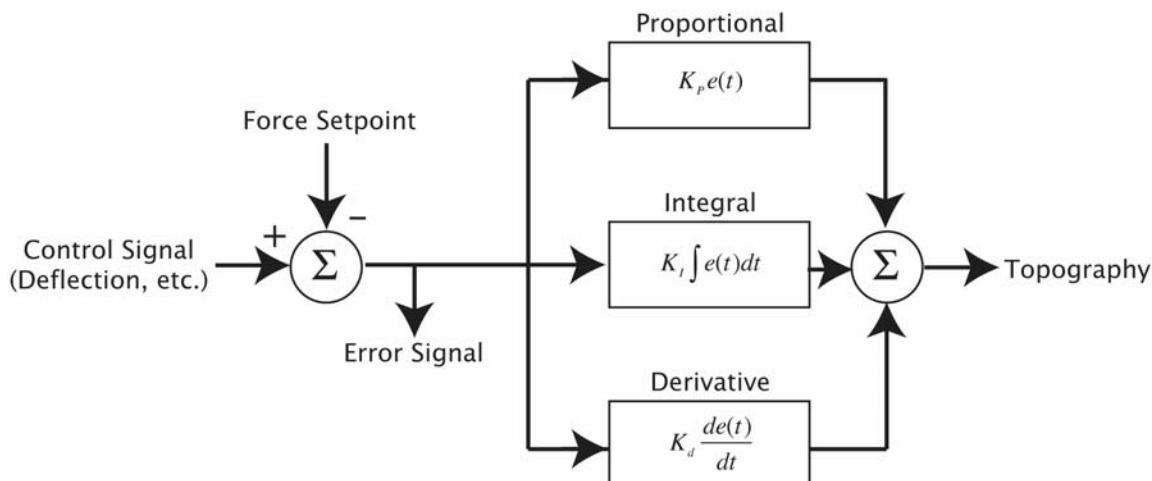 Proportional
K_P e(t)
Force Setpoint
+
−
Integral
Control Signal
(Deflection, etc.)
Σ
K_I ∫ e(t)dt
Σ
Topography
Error Signal
Derivative
K_d de(t)/dt